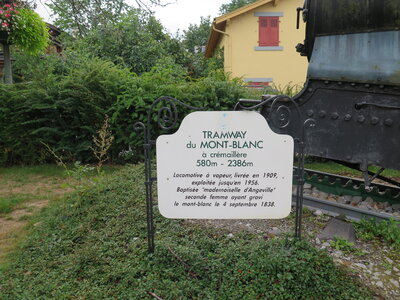 TRAMWAY
du MONT-BLANC
à crémaillère
580m - 2386m
Locomotive à vapeur, livrée en 1909,
exploitée jusqu'en 1956.
Baptisée "mademoiselle d'Angeville"
seconde femme ayant gravi
le mont-blanc le 4 septembre 1838.